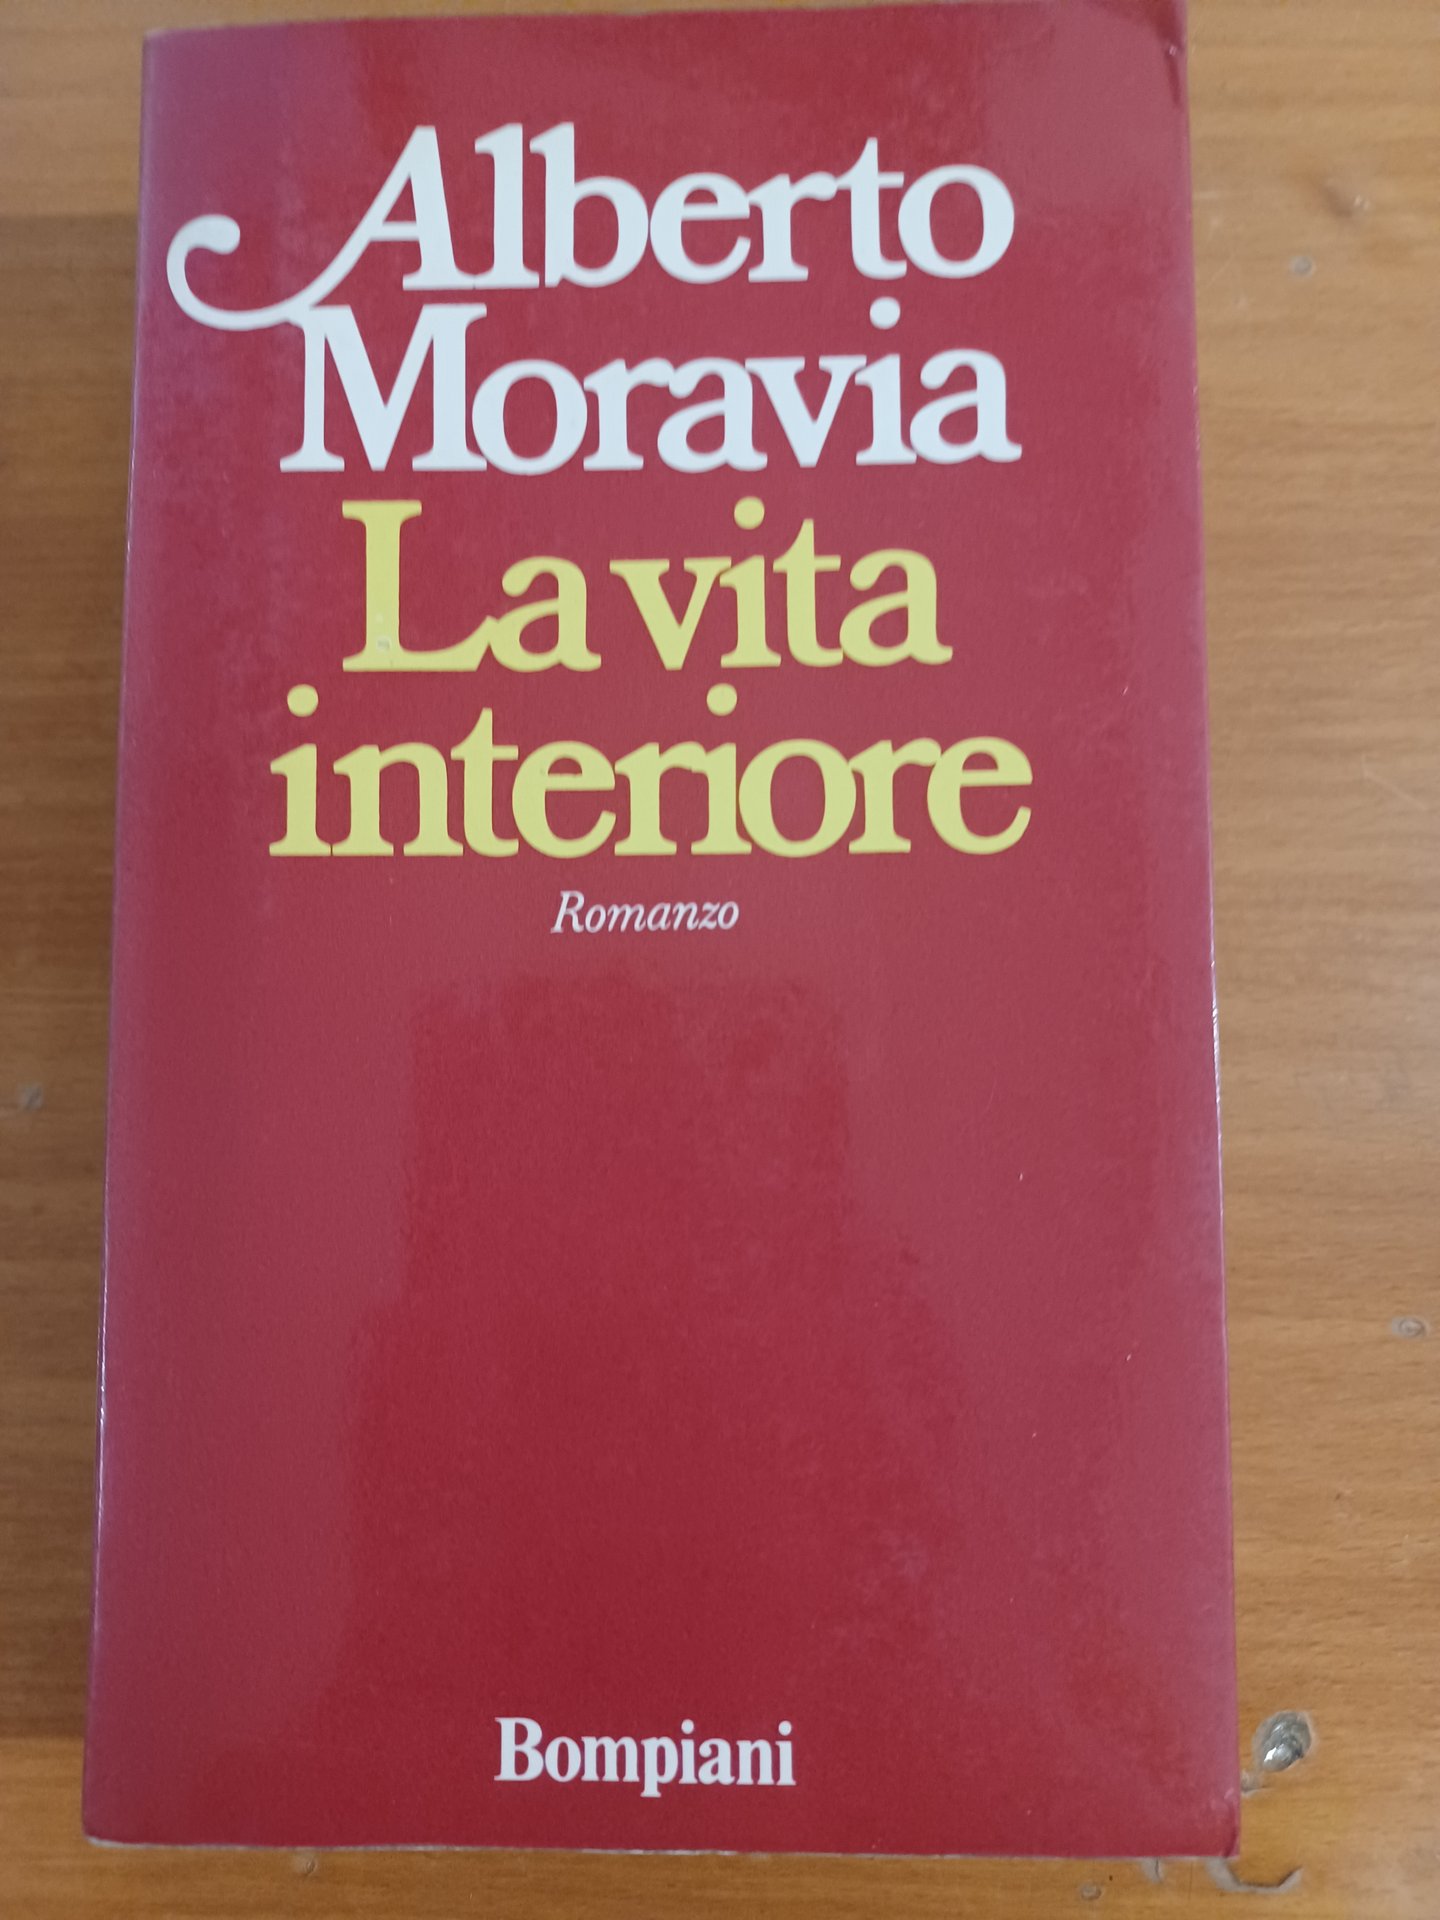 Alberto
Moravia
La vita
interiore
Romanzo
Bompiani